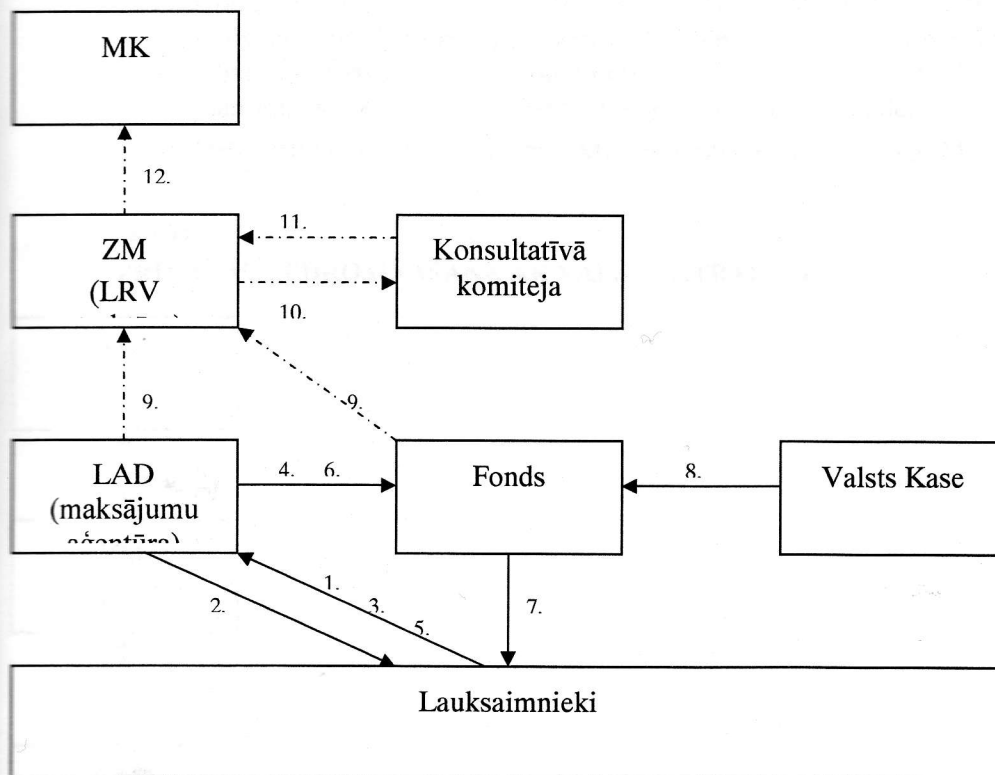 MK
12.
ZM
(LRV
11.
10.
Konsultatīvā
komiteja
9.
9.
LAD
(maksājumu
aģentūra)
4. 6.
Fonds
8.
Valsts Kase
1.
2.
3.
5.
7.
Lauksaimnieki